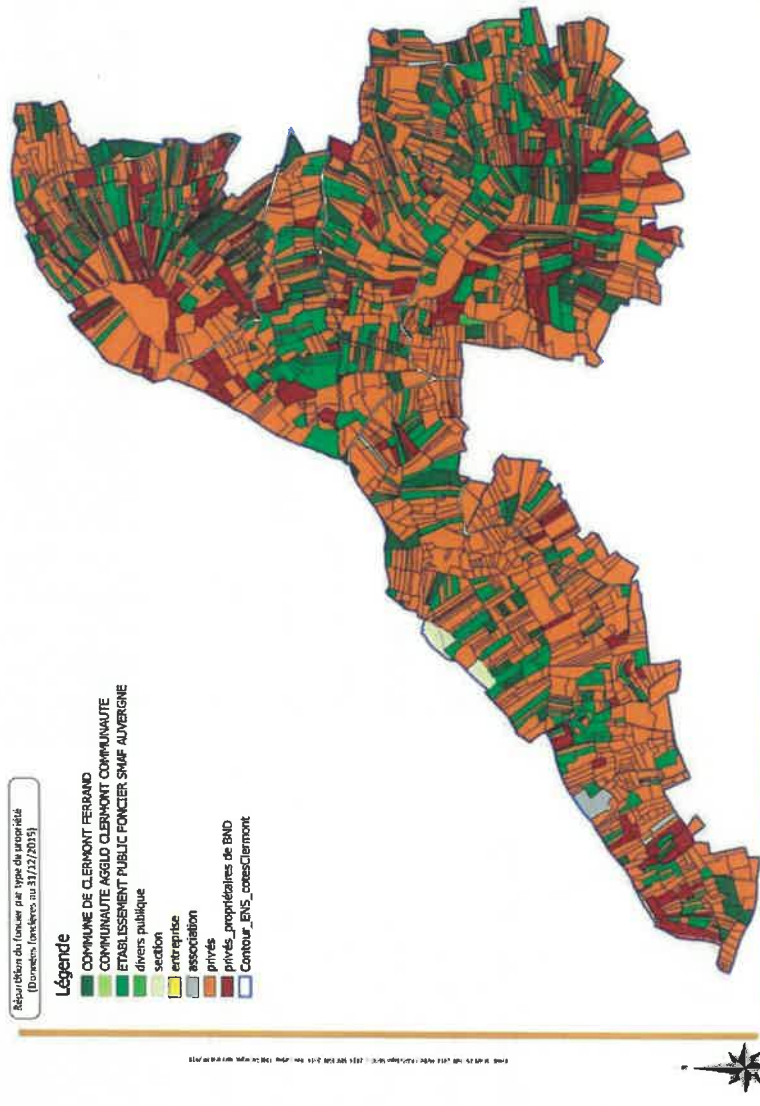 Répartition du foncier par type de propriété
(Données foncières au 31/12/2015)
Légende
COMMUNE DE CLERMONT FERRAND
COMMUNAUTE AGGLO CLERMONT COMMUNAUTE
ETABLISSEMENT PUBLIC FONCIER SMAF AUVERGNE
divers publique
section
entreprise
association
privés
privés_propriétaires de BND
Contour_ENS_cotesClermont